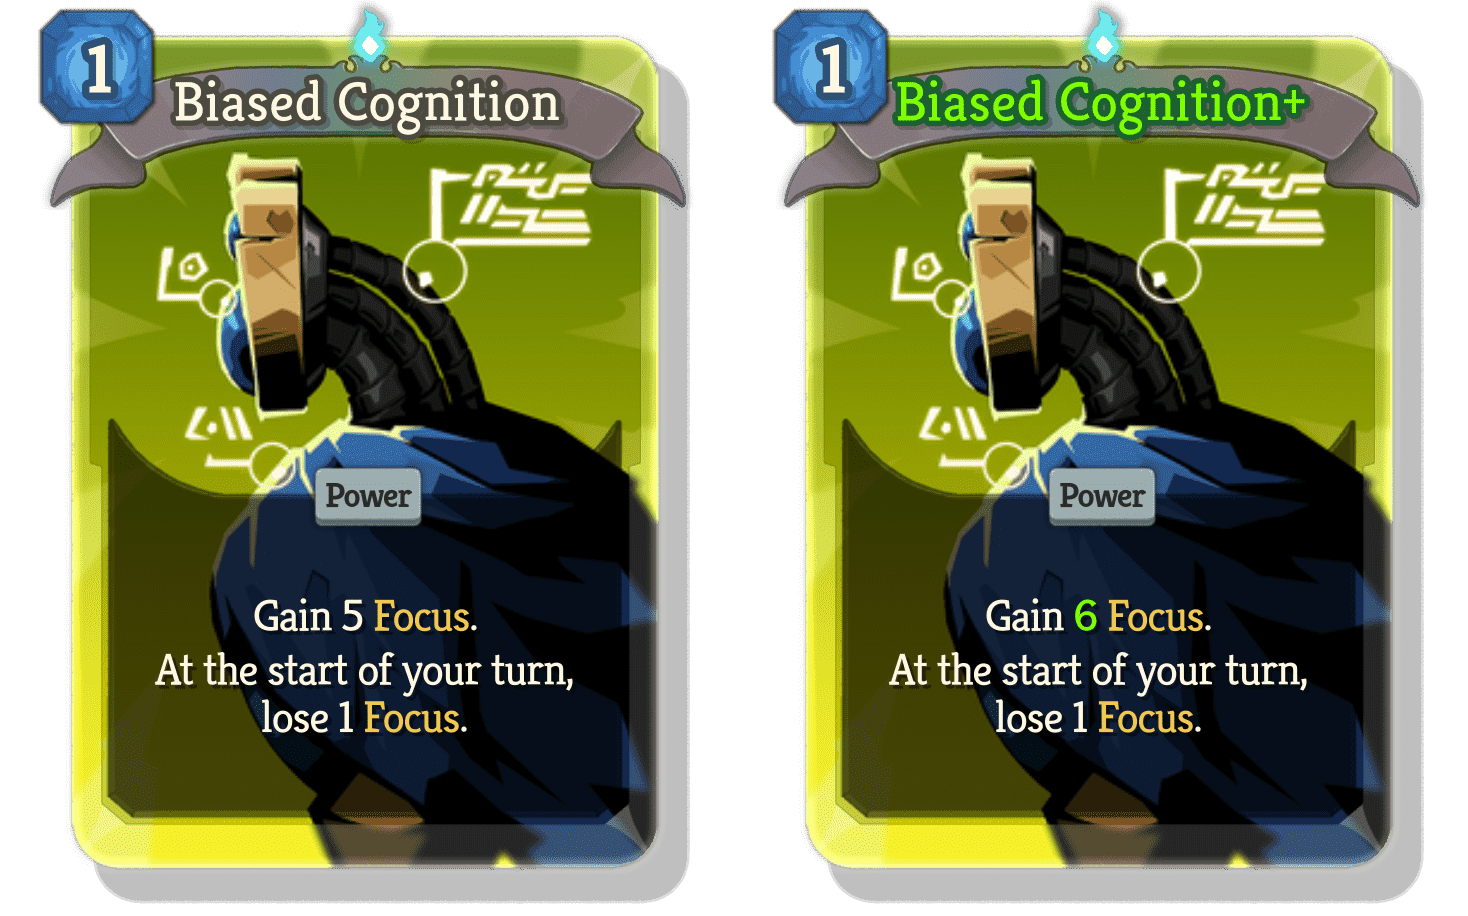 1
Biased Cognition
Power
Gain 5 Focus.
At the start of your turn,
lose 1 Focus.
1
Biased Cognition+
Power
Gain 6 Focus.
At the start of your turn,
lose 1 Focus.